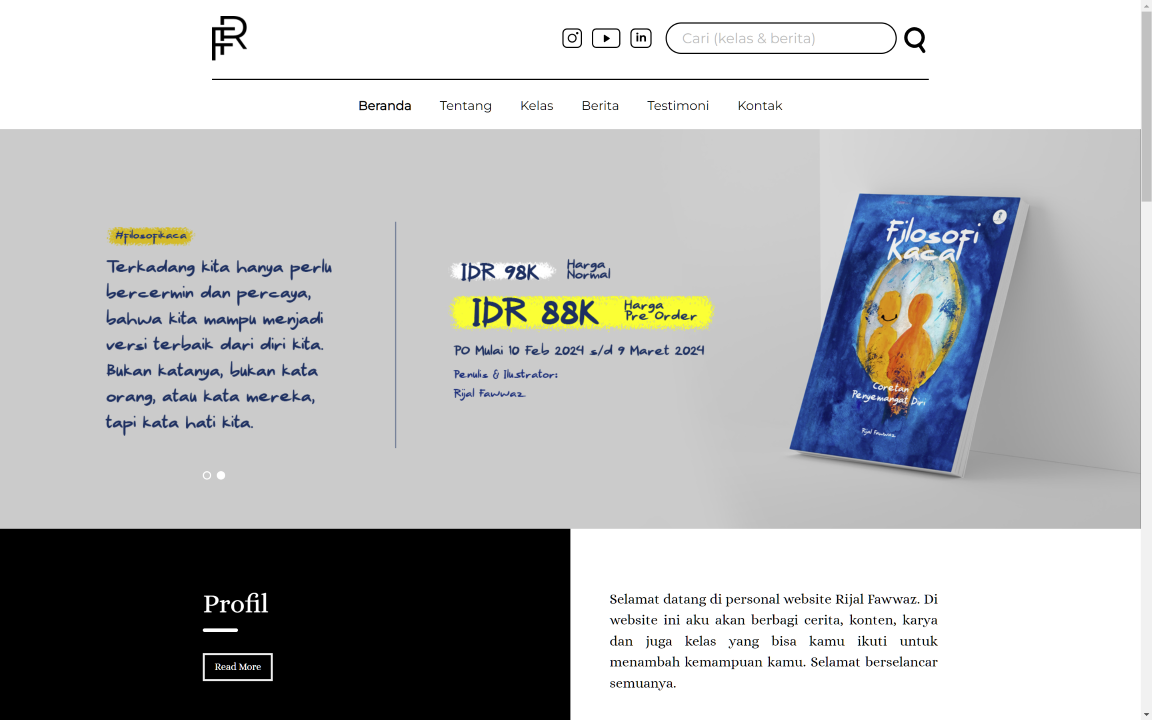 Cari (kelas & berita)
Beranda
Tentang
Kelas
Berita
Testimoni
Kontak
#filosofikaca
Terkadang kita hanya perlu
bercermin dan percaya,
bahwa kita mampu menjadi
versi terbaik dari diri kita.
Bukan katanya, bukan kata
orang, atau kata mereka,
tapi kata hati kita.
IDR 98K
Harga
Normal
IDR 88K
Harga
Pre Order
PO Mulai 10 Feb 2024 s/d 9 Maret 2024
Penulis & Ilustrator:
Rijal Fawwaz
Filosofi
Kaca
Coretan
Penyemangat Diri
Rijal Fawwaz
Profil
Read More
Selamat datang di personal website Rijal Fawwaz. Di
website ini aku akan berbagi cerita, konten, karya
dan juga kelas yang bisa kamu ikuti untuk
menambah kemampuan kamu. Selamat berselancar
semuanya.